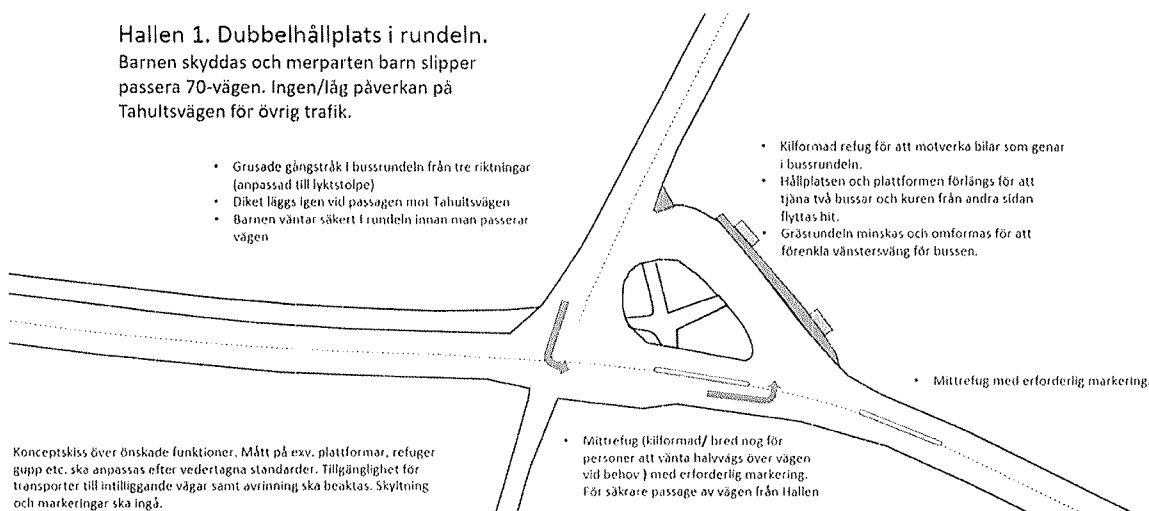 Hallen 1. Dubbelhållplats i rundeln.
Barnen skyddas och merparten barn slipper
passera 70-vägen. Ingen/låg påverkan på
Tahultsvägen för övrig trafik.
• Grusade gångstråk i bussrundeln från tre riktningar
(anpassad till lyktstolpe)
• Diket läggs igen vid passagen mot Tahultsvägen
• Barnen väntar säkert i rundeln innan man passerar
vägen
• Kilformad refug för att motverka bilar som genar
i bussrundeln.
• Hållplatsen och plattformen förlängs för att
tjäna två bussar och kuren från andra sidan
flyttas hit.
• Gräsrundeln minskas och omformas för att
förenkla vänstersväng för bussen.
• Mittrefug med erforderlig markering.
• Mittrefug (kilformad/ bred nog för
personer att vänta halvvägs över vägen
vid behov ) med erforderlig markering.
För säkrare passage av vägen från Hallen
Konceptskiss över önskade funktioner. Mått på exv. plattformar, refuger
gupp etc. ska anpassas efter vedertagna standarder. Tillgänglighet för
transporter till intilliggande vägar samt avrinning ska beaktas. Skyltning
och markeringar ska ingå.